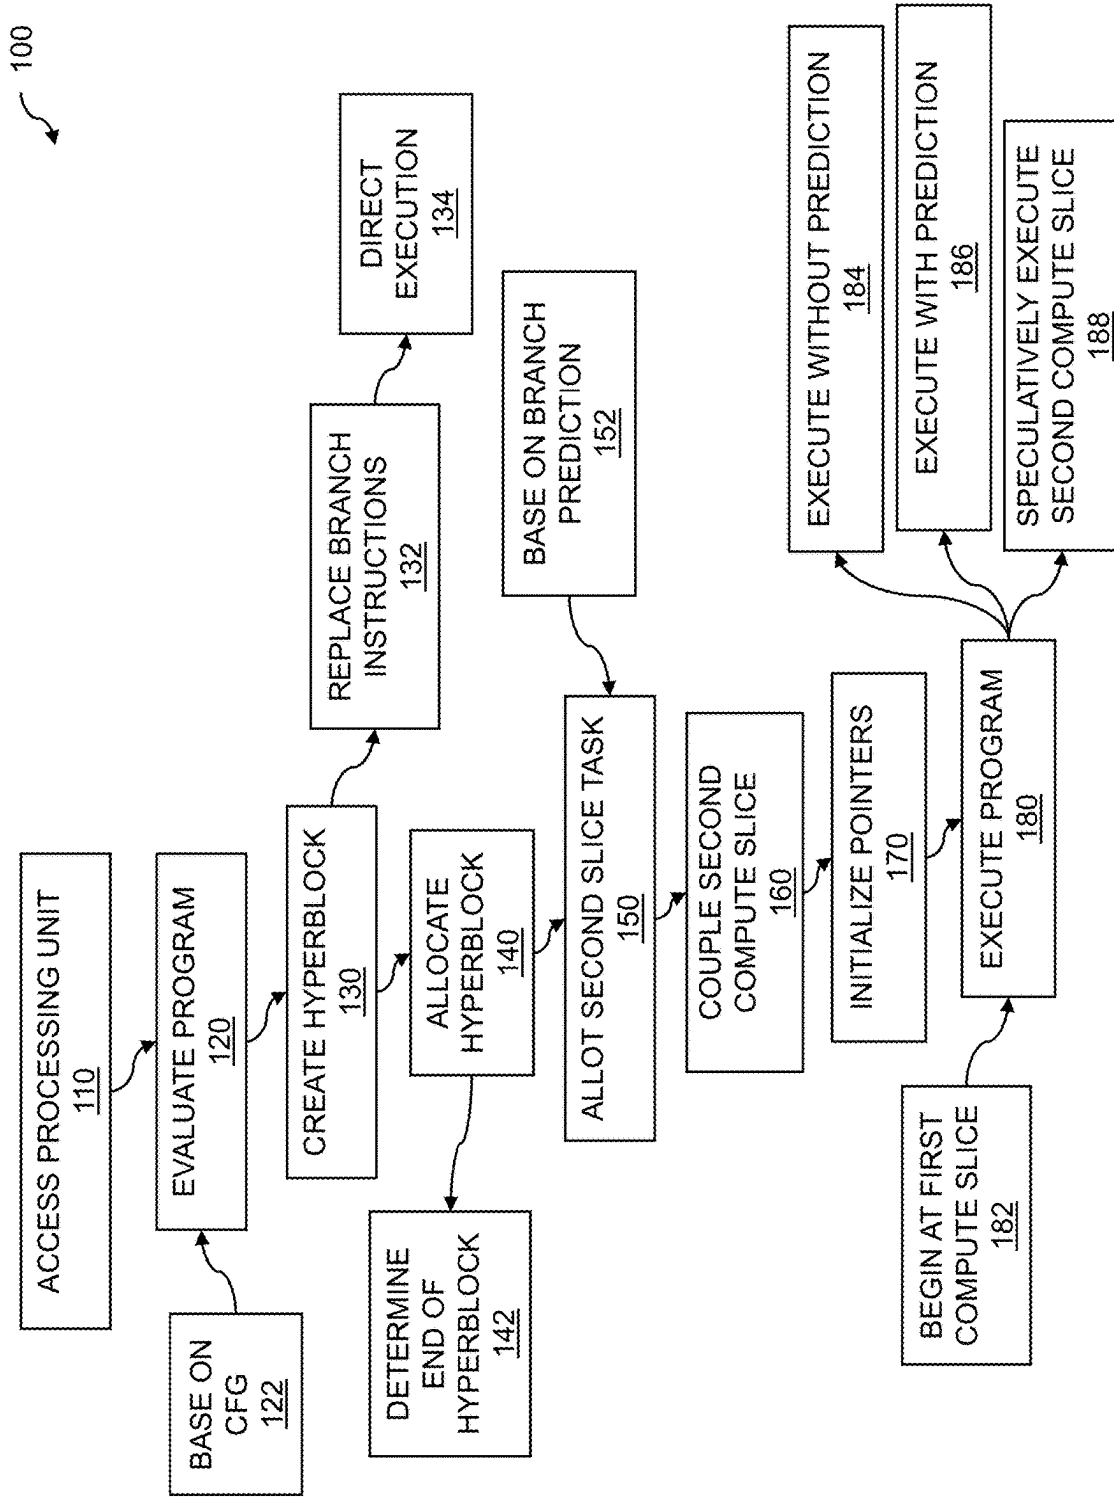 100
ACCESS PROCESSING UNIT
110
EVALUATE PROGRAM
120
BASE ON
CFG
122
CREATE HYPERBLOCK
130
REPLACE BRANCH
INSTRUCTIONS
132
DIRECT
EXECUTION
134
ALLOCATE
HYPERBLOCK
140
DETERMINE
END OF
HYPERBLOCK
142
ALLOT SECOND SLICE TASK
150
BASE ON BRANCH
PREDICTION
152
COUPLE SECOND
COMPUTE SLICE
160
INITIALIZE POINTERS
170
EXECUTE PROGRAM
180
BEGIN AT FIRST
COMPUTE SLICE
182
EXECUTE WITHOUT PREDICTION
184
EXECUTE WITH PREDICTION
186
SPECULATIVELY EXECUTE
SECOND COMPUTE SLICE
188